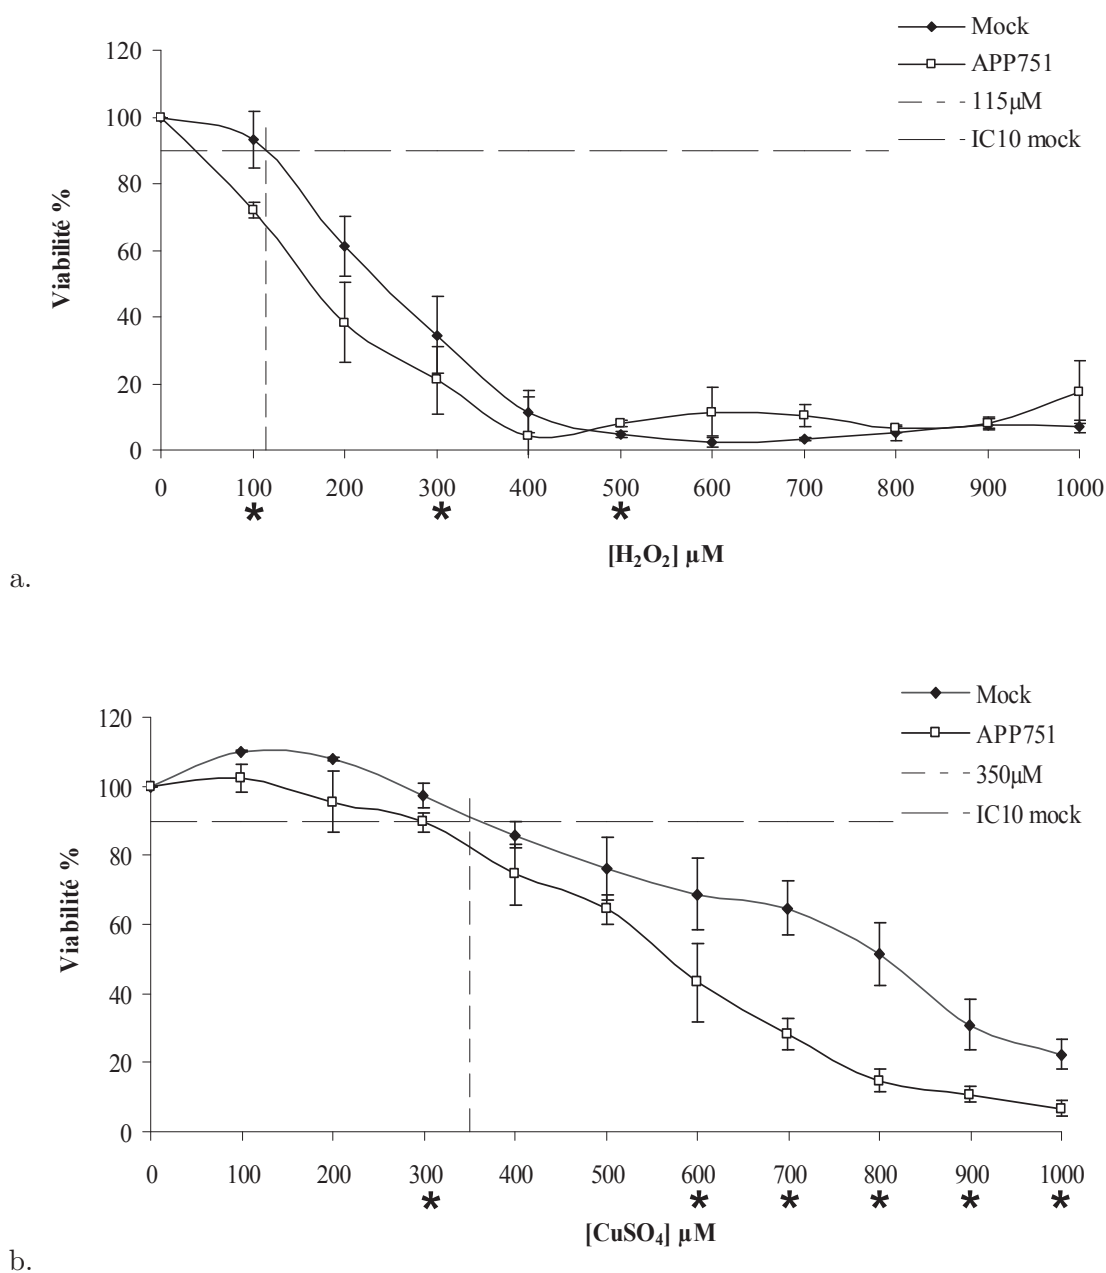 Mock
APP751
115µM
IC10 mock
120
100
80
60
40
20
0
Viabilité %
0 100 200 300 400 500 600 700 800 900 1000
* * *
[H₂O₂] µM
a.
Mock
APP751
350µM
IC10 mock
120
100
80
60
40
20
0
Viabilité %
0 100 200 300 400 500 600 700 800 900 1000
* * * * * *
[CuSO₄] µM
b.